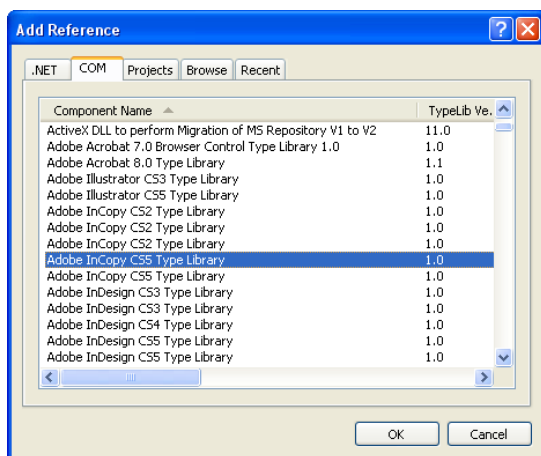 Add Reference
.NET COM Projects Browse Recent
Component Name TypeLib Ve.
ActiveX DLL to perform Migration of MS Repository V1 to V2 11.0
Adobe Acrobat 7.0 Browser Control Type Library 1.0 1.0
Adobe Acrobat 8.0 Type Library 1.1
Adobe Illustrator CS3 Type Library 1.0
Adobe Illustrator CS5 Type Library 1.0
Adobe InCopy CS2 Type Library 1.0
Adobe InCopy CS2 Type Library 1.0
Adobe InCopy CS2 Type Library 1.0
Adobe InCopy CS5 Type Library 1.0
Adobe InCopy CS5 Type Library 1.0
Adobe InDesign CS3 Type Library 1.0
Adobe InDesign CS3 Type Library 1.0
Adobe InDesign CS4 Type Library 1.0
Adobe InDesign CS5 Type Library 1.0
Adobe InDesign CS5 Type Library 1.0
OK Cancel